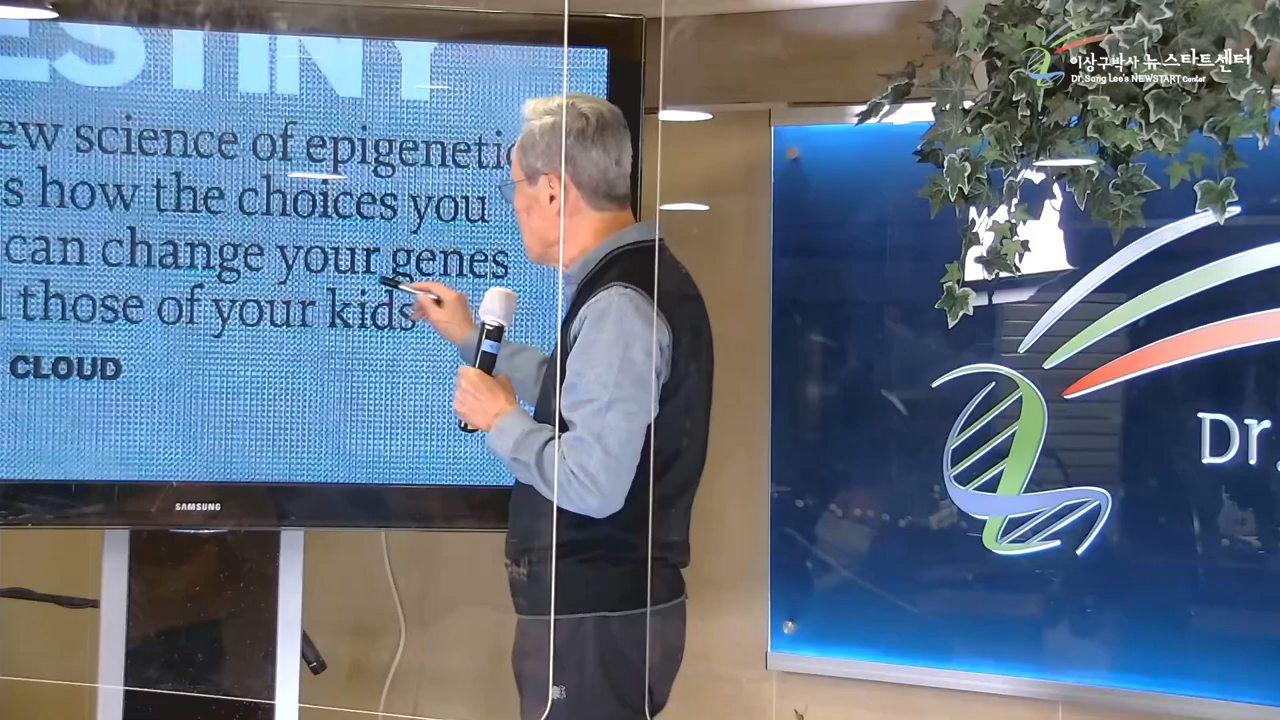 ESTINY
ew science of epigenetic
s how the choices you
can change your genes
those of your kids
CLOUD
SAMSUNG
이상구박사 뉴스타트센터
Dr. Sang Lee's NEWSTART Center
Dr.